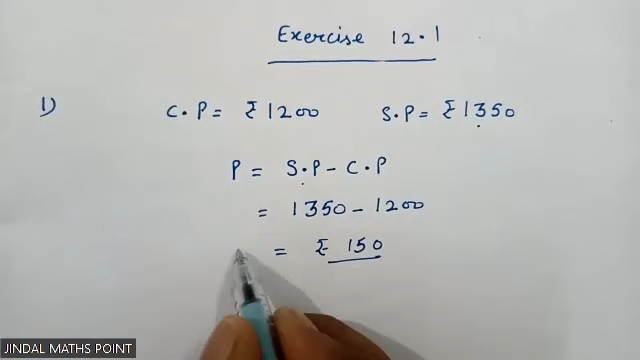 Exercise 12.1
1) C.P = ₹ 1200 S.P = ₹ 1350
P = S.P - C.P
= 1350 - 1200
= ₹ 150
JINDAL MATHS POINT